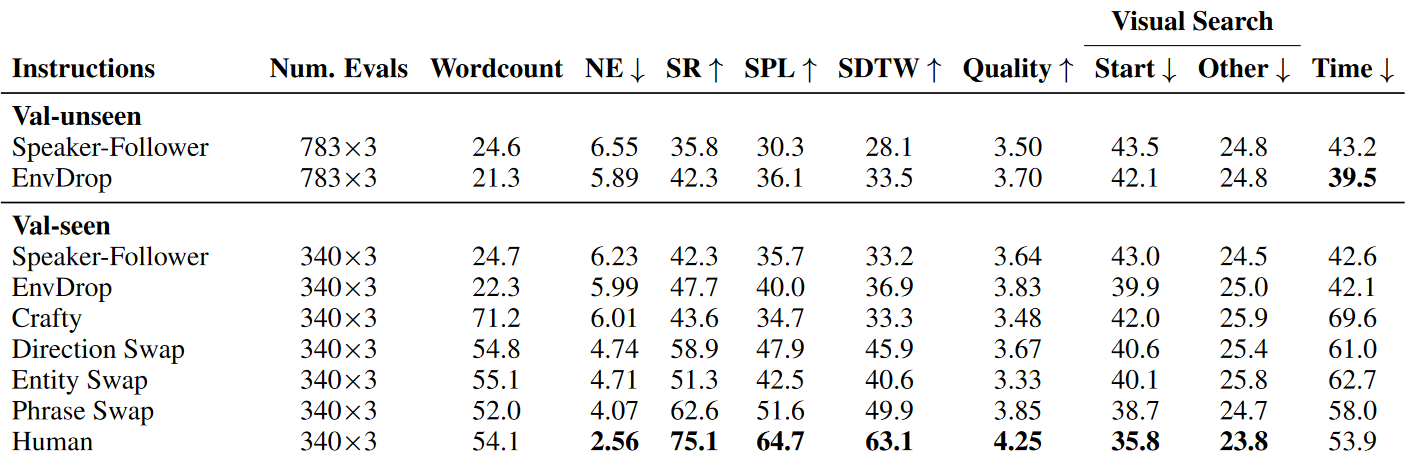 Visual Search
Instructions Num. Evals Wordcount NE ↓ SR ↑ SPL ↑ SDTW ↑ Quality ↑ Start ↓ Other ↓ Time ↓
Val-unseen
Speaker-Follower 783×3 24.6 6.55 35.8 30.3 28.1 3.50 43.5 24.8 43.2
EnvDrop 783×3 21.3 5.89 42.3 36.1 33.5 3.70 42.1 24.8 39.5
Val-seen
Speaker-Follower 340×3 24.7 6.23 42.3 35.7 33.2 3.64 43.0 24.5 42.6
EnvDrop 340×3 22.3 5.99 47.7 40.0 36.9 3.83 39.9 25.0 42.1
Crafty 340×3 71.2 6.01 43.6 34.7 33.3 3.48 42.0 25.9 69.6
Direction Swap 340×3 54.8 4.74 58.9 47.9 45.9 3.67 40.6 25.4 61.0
Entity Swap 340×3 55.1 4.71 51.3 42.5 40.6 3.33 40.1 25.8 62.7
Phrase Swap 340×3 52.0 4.07 62.6 51.6 49.9 3.85 38.7 24.7 58.0
Human 340×3 54.1 2.56 75.1 64.7 63.1 4.25 35.8 23.8 53.9